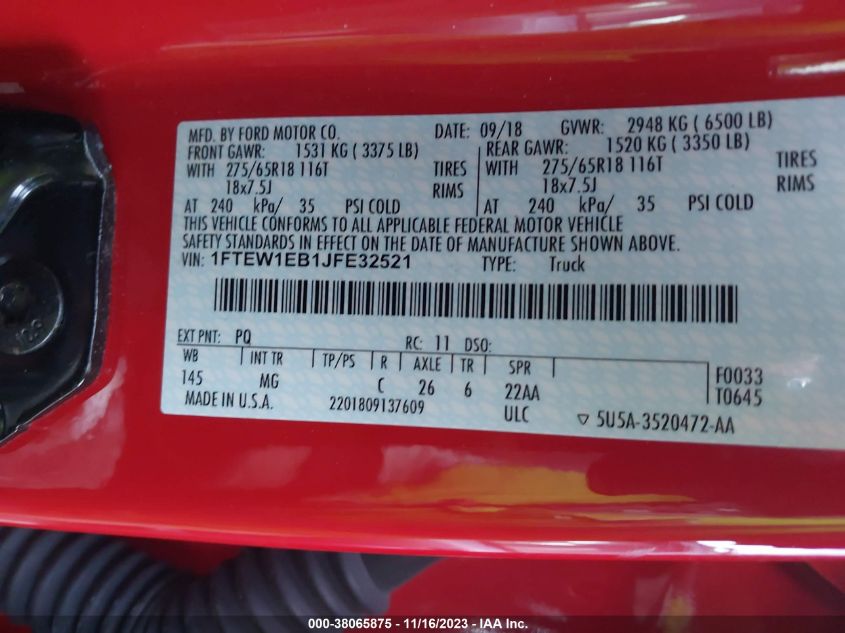 MFD. BY FORD MOTOR CO. DATE: 09/18 GVWR: 2948 KG ( 6500 LB)
FRONT GAWR: 1531 KG ( 3375 LB) REAR GAWR: 1520 KG ( 3350 LB)
WITH 275/65R18 116T TIRES WITH 275/65R18 116T TIRES
18x7.5J RIMS 18x7.5J RIMS
AT 240 kPa/ 35 PSI COLD AT 240 kPa/ 35 PSI COLD
THIS VEHICLE CONFORMS TO ALL APPLICABLE FEDERAL MOTOR VEHICLE
SAFETY STANDARDS IN EFFECT ON THE DATE OF MANUFACTURE SHOWN ABOVE.
VIN: 1FTEW1EB1JFE32521 TYPE: Truck
EXT PNT: PQ RC: 11 DSO:
WB INT TR TP/PS R AXLE TR SPR F0033
145 MG C 26 6 22AA T0645
MADE IN U.S.A. 2201809137609 ULC ▽ 5U5A-3520472-AA
000-38065875 - 11/16/2023 - IAA Inc.